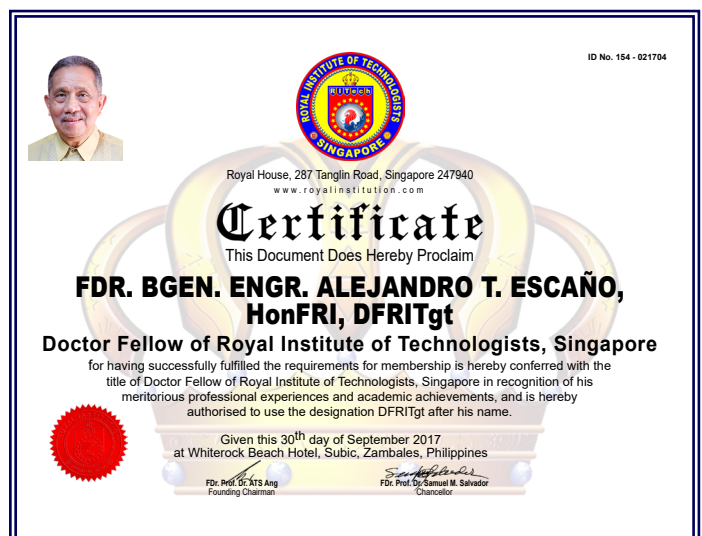 ID No. 154 - 021704
ROYAL INSTITUTE OF TECHNOLOGISTS
RITech
SINGAPORE
Royal House, 287 Tanglin Road, Singapore 247940
www.royalinstitution.com
Certificate
This Document Does Hereby Proclaim
FDR. BGEN. ENGR. ALEJANDRO T. ESCAÑO,
HonFRI, DFRITgt
Doctor Fellow of Royal Institute of Technologists, Singapore
for having successfully fulfilled the requirements for membership is hereby conferred with the
title of Doctor Fellow of Royal Institute of Technologists, Singapore in recognition of his
meritorious professional experiences and academic achievements, and is hereby
authorised to use the designation DFRITgt after his name.
Given this 30th day of September 2017
at Whiterock Beach Hotel, Subic, Zambales, Philippines
FDr. Prof. Dr. ATS Ang
Founding Chairman
FDr. Prof. Dr. Samuel M. Salvador
Chancellor